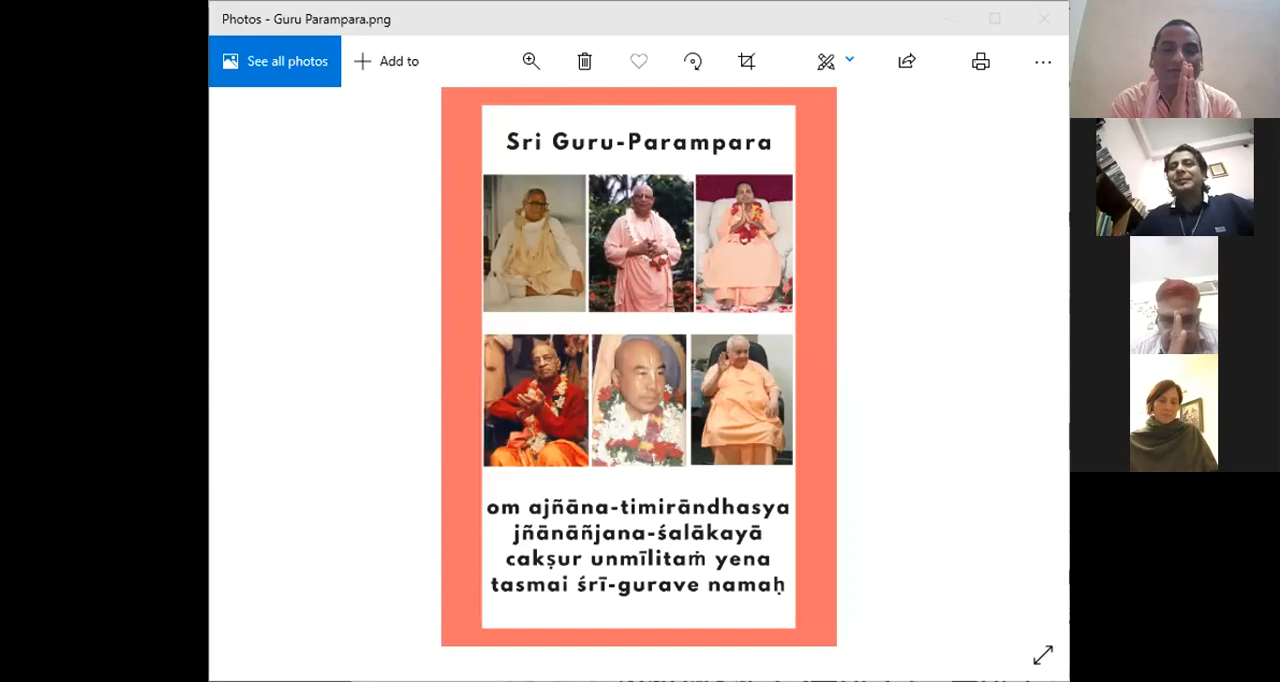 Photos - Guru Parampara.png
See all photos
Add to
Sri Guru-Parampara
om ajñāna-timirāndhasya
jñānāñjana-śalākayā
cakṣur unmīlitaṁ yena
tasmai śrī-gurave namaḥ